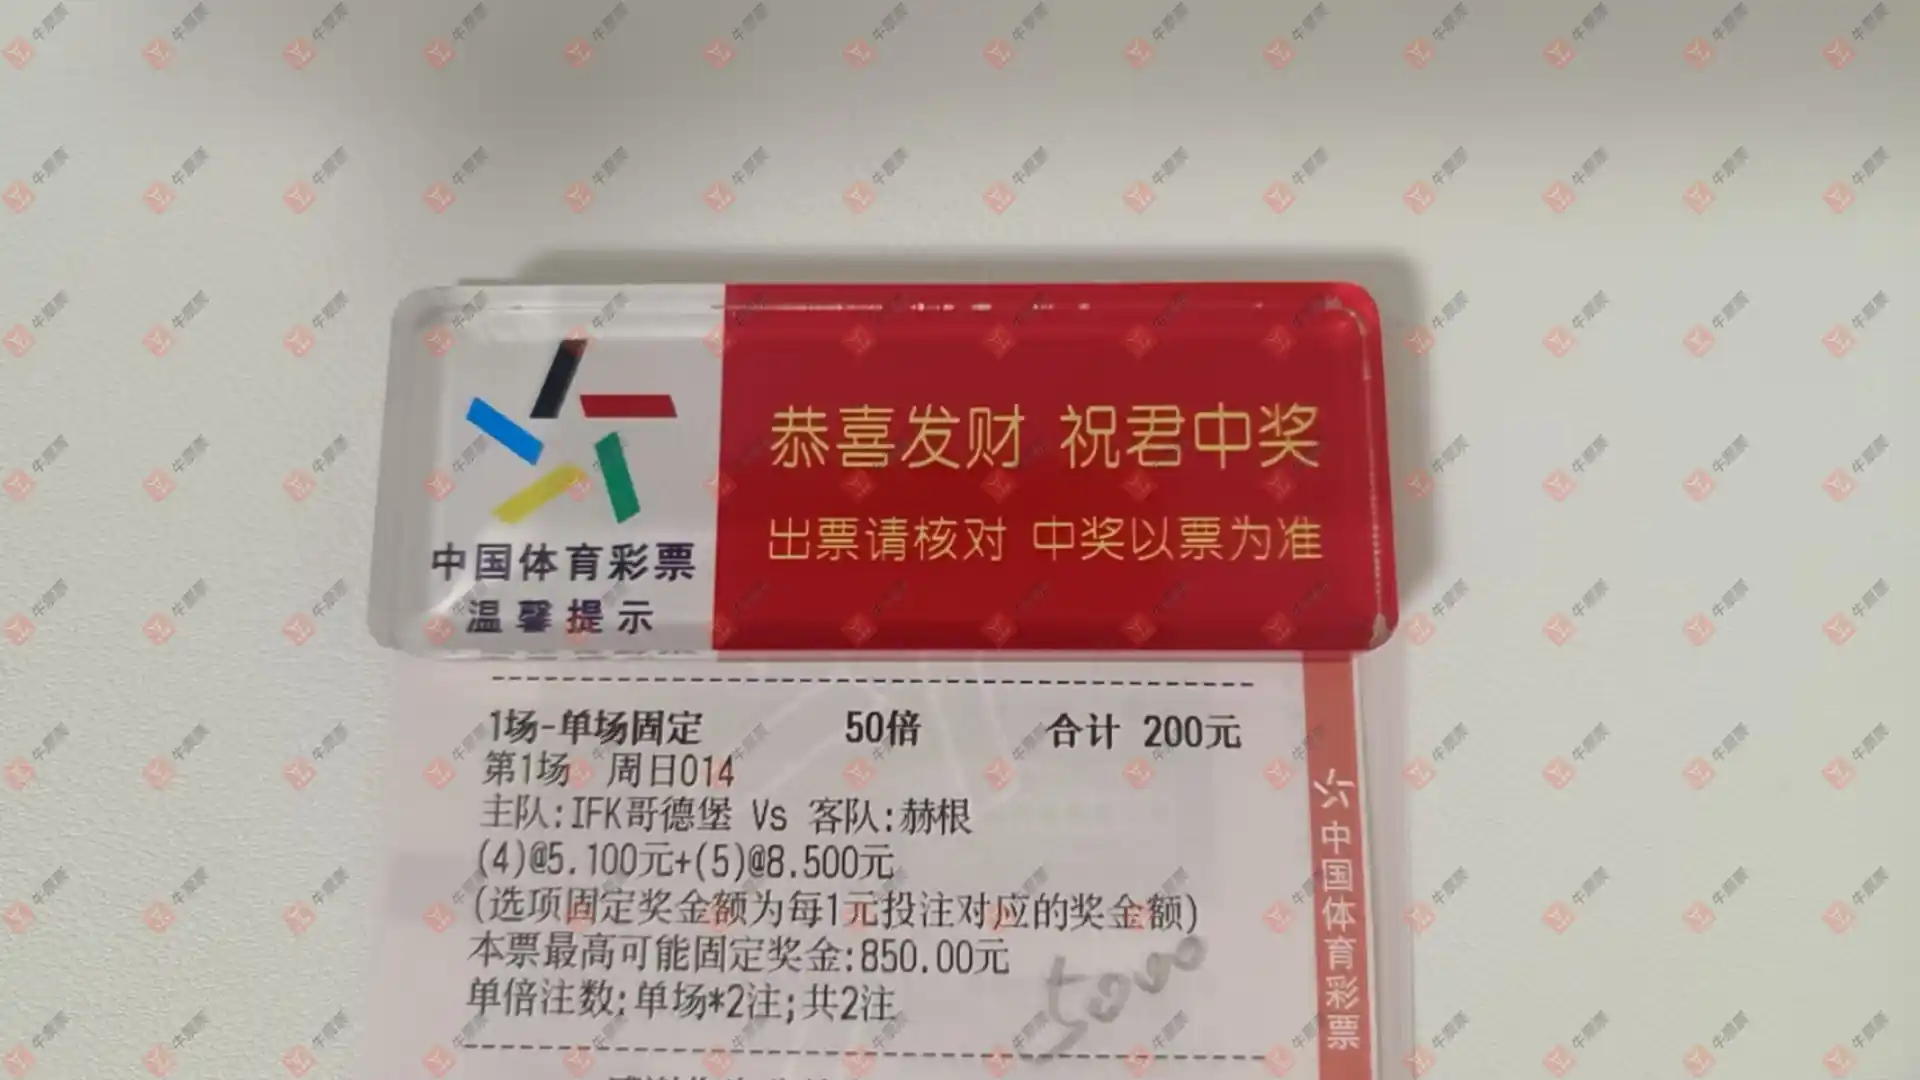 恭喜发财 祝君中奖
出票请核对 中奖以票为准
中国体育彩票
温馨提示
1场-单场固定 50倍 合计 200元
第1场 周日014
主队:IFK哥德堡 Vs 客队:赫根
(4)@5.100元+(5)@8.500元
(选项固定奖金额为每1元投注对应的奖金额)
本票最高可能固定奖金:850.00元
单倍注数:单场*2注;共2注
5000
中国体育彩票